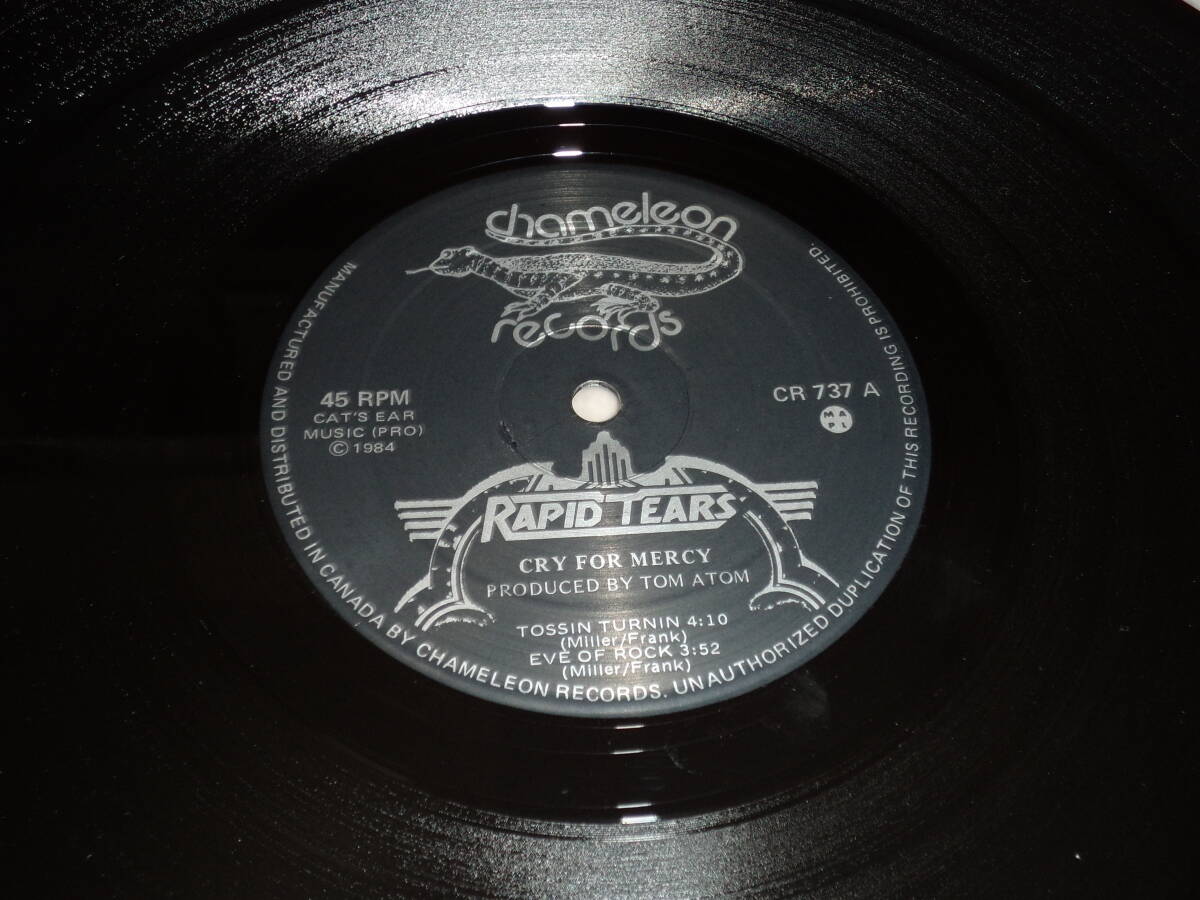 chameleon
records
45 RPM
CAT'S EAR
MUSIC (PRO)
© 1984
CR 737 A
M A
P L
RAPID TEARS
CRY FOR MERCY
PRODUCED BY TOM ATOM
TOSSIN TURNIN 4:10
(Miller/Frank)
EVE OF ROCK 3:52
(Miller/Frank)
MANUFACTURED AND DISTRIBUTED IN CANADA BY CHAMELEON RECORDS. UNAUTHORIZED DUPLICATION OF THIS RECORDING IS PROHIBITED.